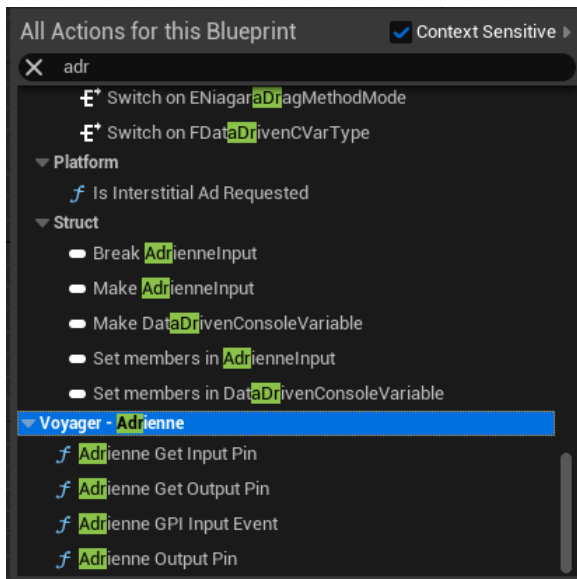 All Actions for this Blueprint Context Sensitive
adr
Switch on ENiagaraDragMethodMode
Switch on FDataDrivenCVarType
Platform
Is Interstitial Ad Requested
Struct
Break AdrienneInput
Make AdrienneInput
Make DataDrivenConsoleVariable
Set members in AdrienneInput
Set members in DataDrivenConsoleVariable
Voyager - Adrienne
Adrienne Get Input Pin
Adrienne Get Output Pin
Adrienne GPI Input Event
Adrienne Output Pin